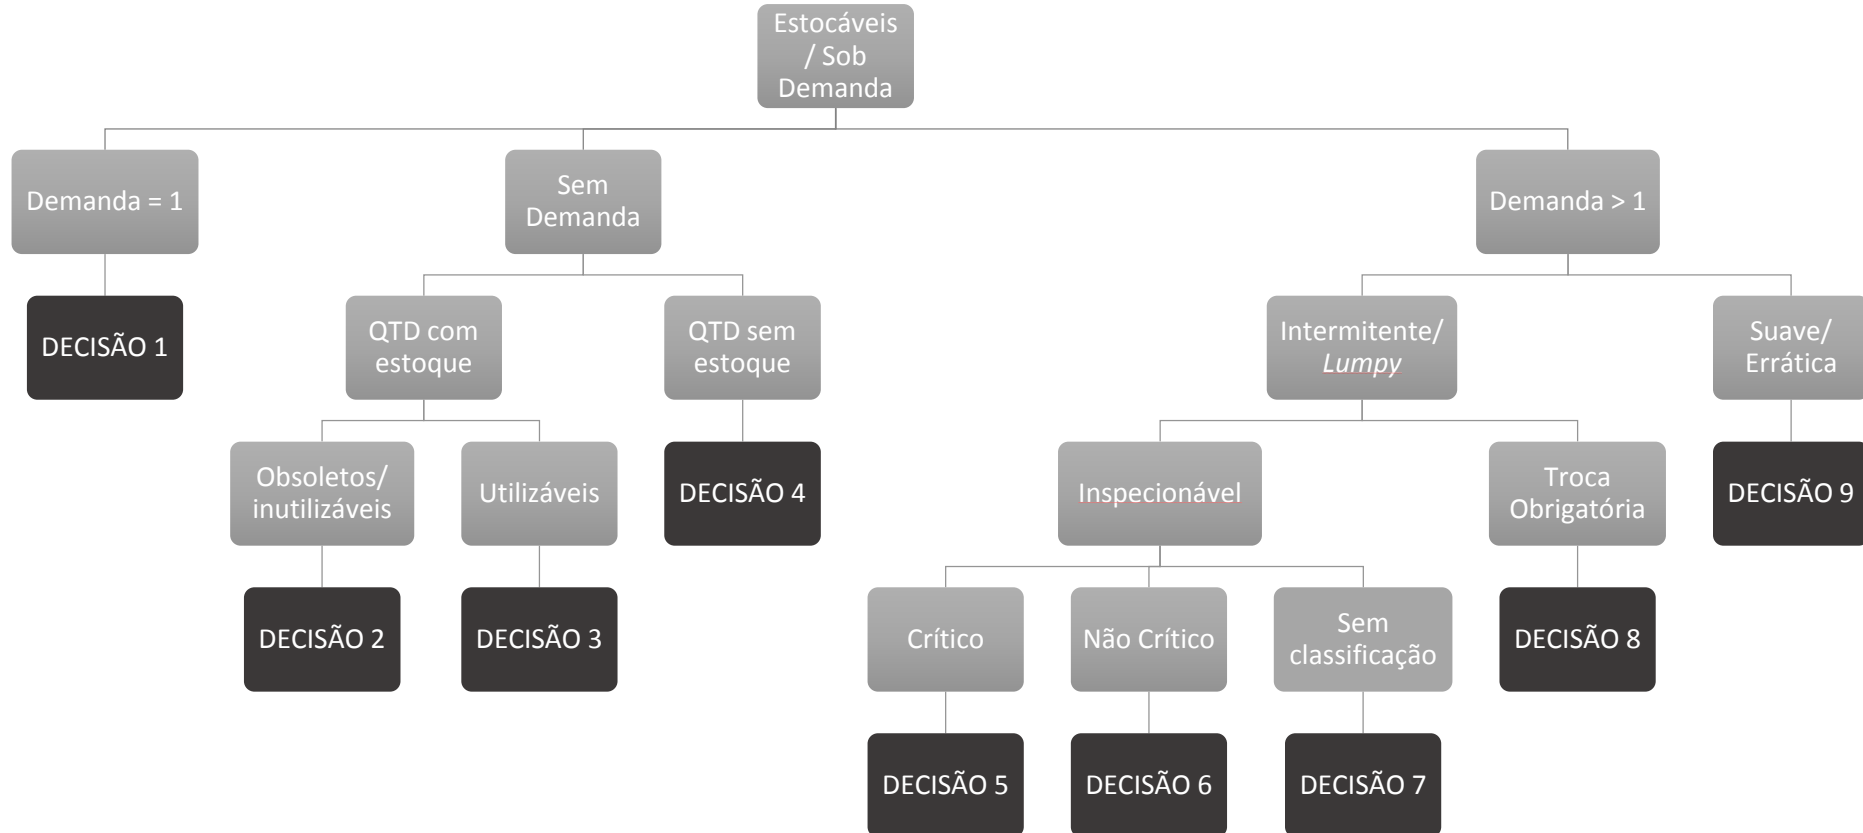 Estocáveis
/ Sob
Demanda
Demanda = 1
Sem
Demanda
Demanda > 1
DECISÃO 1
QTD com
estoque
QTD sem
estoque
Intermitente/
Lumpy
Suave/
Errática
Obsoletos/
inutilizáveis
Utilizáveis
DECISÃO 4
Inspecionável
Troca
Obrigatória
DECISÃO 9
DECISÃO 2
DECISÃO 3
Crítico
Não Crítico
Sem
classificação
DECISÃO 8
DECISÃO 5
DECISÃO 6
DECISÃO 7